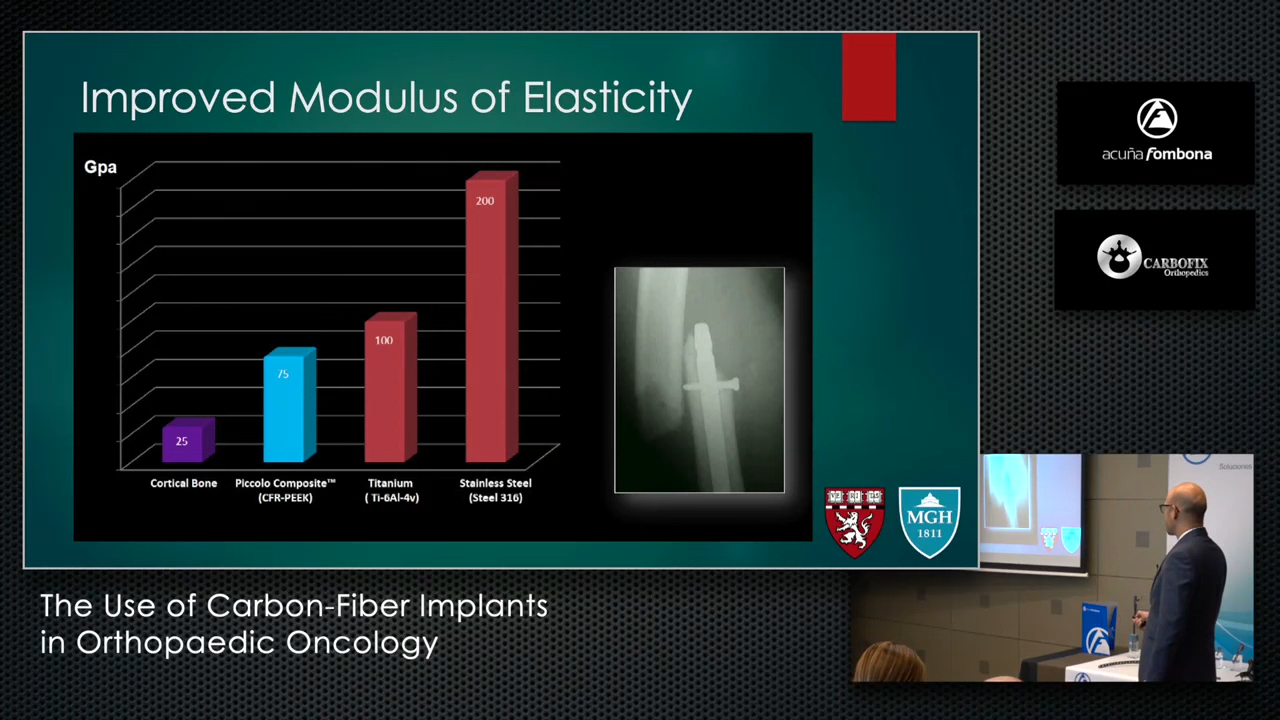 Improved Modulus of Elasticity
Gpa
200
100
75
25
Cortical Bone
Piccolo Composite™
(CFR-PEEK)
Titanium
( Ti-6Al-4v)
Stainless Steel
(Steel 316)
MGH
1811
acuña fombona
CARBOFIX
Orthopedics
Soluciones
The Use of Carbon-Fiber Implants
in Orthopaedic Oncology